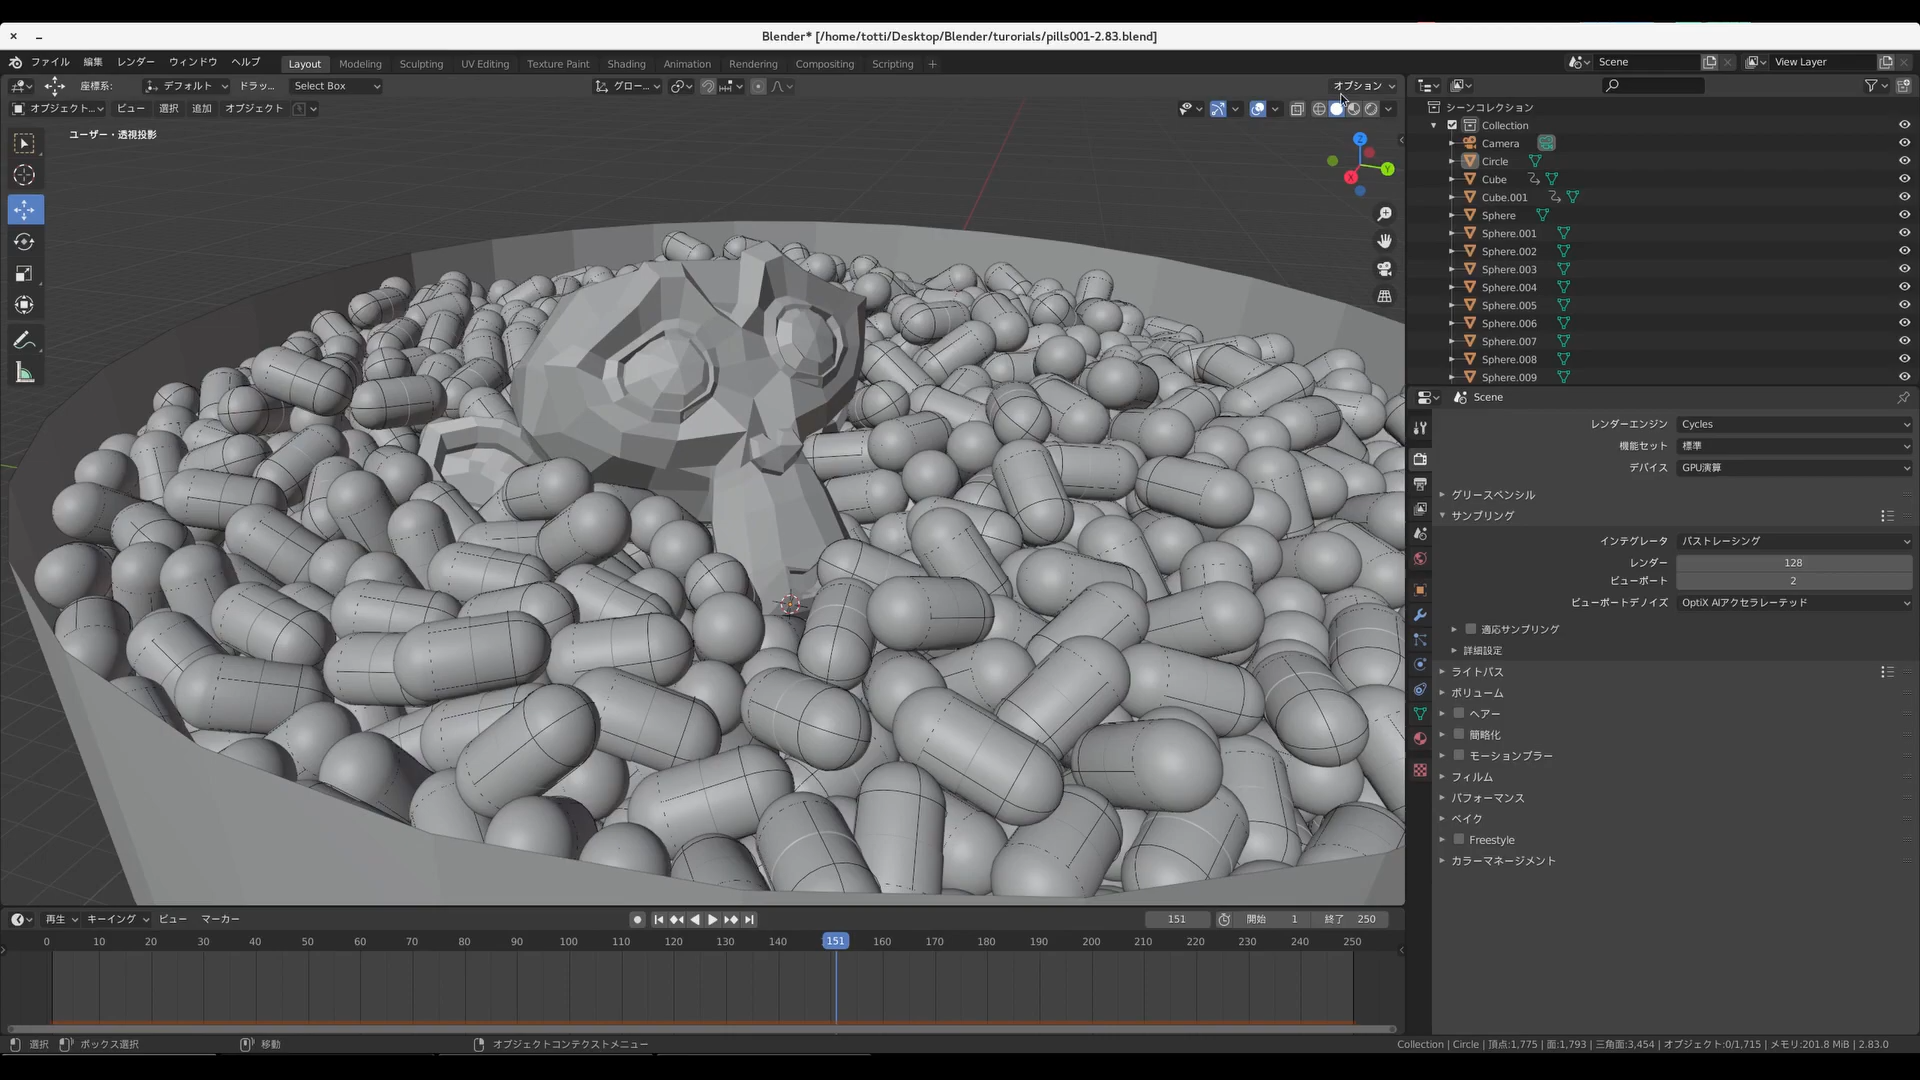 Blender* [/home/totti/Desktop/Blender/turorials/pills001-2.83.blend]
ファイル 編集 レンダー ウィンドウ ヘルプ Layout Modeling Sculpting UV Editing Texture Paint Shading Animation Rendering Compositing Scripting + Scene View Layer
座標系: デフォルト ドラッ... Select Box グロー... オプション
オブジェクト... ビュー 選択 追加 オブジェクト
ユーザー・透視投影
Z
Y
X
シーンコレクション
Collection
Camera
Circle
Cube
Cube.001
Sphere
Sphere.001
Sphere.002
Sphere.003
Sphere.004
Sphere.005
Sphere.006
Sphere.007
Sphere.008
Sphere.009
Scene
レンダーエンジン Cycles
機能セット 標準
デバイス GPU演算
グリースペンシル
サンプリング
インテグレータ パストレーシング
レンダー 128
ビューポート 2
ビューポートデノイズ OptiX AIアクセラレーテッド
適応サンプリング
詳細設定
ライトパス
ボリューム
ヘアー
簡略化
モーションブラー
フィルム
パフォーマンス
ベイク
Freestyle
カラーマネージメント
再生 キーイング ビュー マーカー 151 開始 1 終了 250
0 10 20 30 40 50 60 70 80 90 100 110 120 130 140 151 160 170 180 190 200 210 220 230 240 250
選択 ボックス選択 移動 オブジェクトコンテクストメニュー Collection | Circle | 頂点:1,775 | 面:1,793 | 三角面:3,454 | オブジェクト:0/1,715 | メモリ:201.8 MiB | 2.83.0